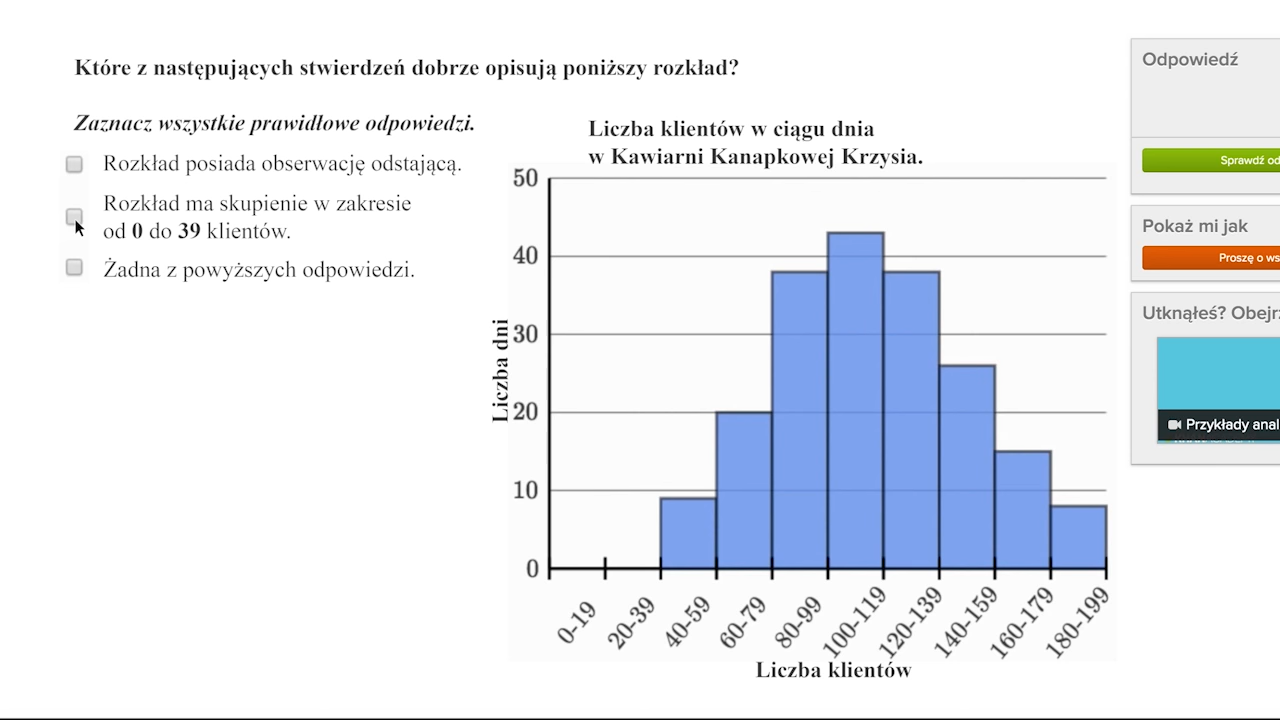 Które z następujących stwierdzeń dobrze opisują poniższy rozkład?
Zaznacz wszystkie prawidłowe odpowiedzi.
Rozkład posiada obserwację odstającą.
Rozkład ma skupienie w zakresie
od 0 do 39 klientów.
Żadna z powyższych odpowiedzi.
Liczba klientów w ciągu dnia
w Kawiarni Kanapkowej Krzysia.
50
40
30
20
10
0
Liczba dni
0-19
20-39
40-59
60-79
80-99
100-119
120-139
140-159
160-179
180-199
Liczba klientów
Odpowiedź
Sprawdź od
Pokaż mi jak
Proszę o ws
Utknąłeś? Obejrz
Przykłady anal